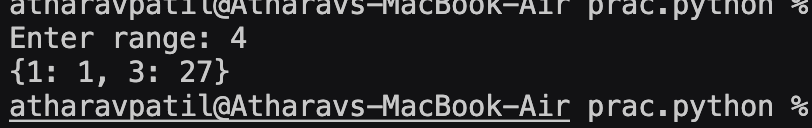 atharavpatil@Atharavs-MacBook-Air prac.python %
Enter range: 4
{1: 1, 3: 27}
atharavpatil@Atharavs-MacBook-Air prac.python %